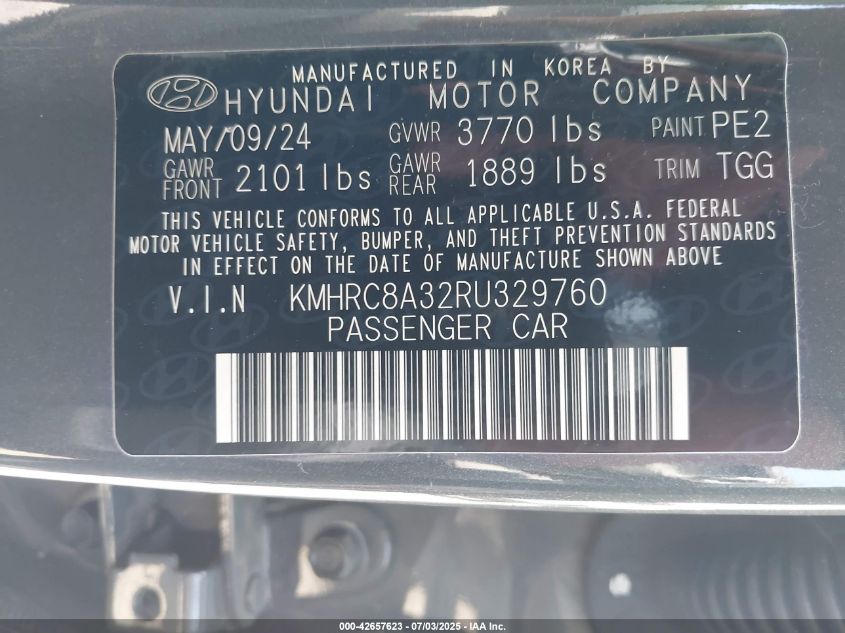 MANUFACTURED IN KOREA BY
HYUNDAI MOTOR COMPANY
MAY/09/24 GVWR 3770 lbs PAINT PE2
GAWR FRONT 2101 lbs GAWR REAR 1889 lbs TRIM TGG
THIS VEHICLE CONFORMS TO ALL APPLICABLE U.S.A. FEDERAL
MOTOR VEHICLE SAFETY, BUMPER, AND THEFT PREVENTION STANDARDS
IN EFFECT ON THE DATE OF MANUFACTURE SHOWN ABOVE
V.I.N KMHRC8A32RU329760
PASSENGER CAR
000-42657623 - 07/03/2025 - IAA Inc.